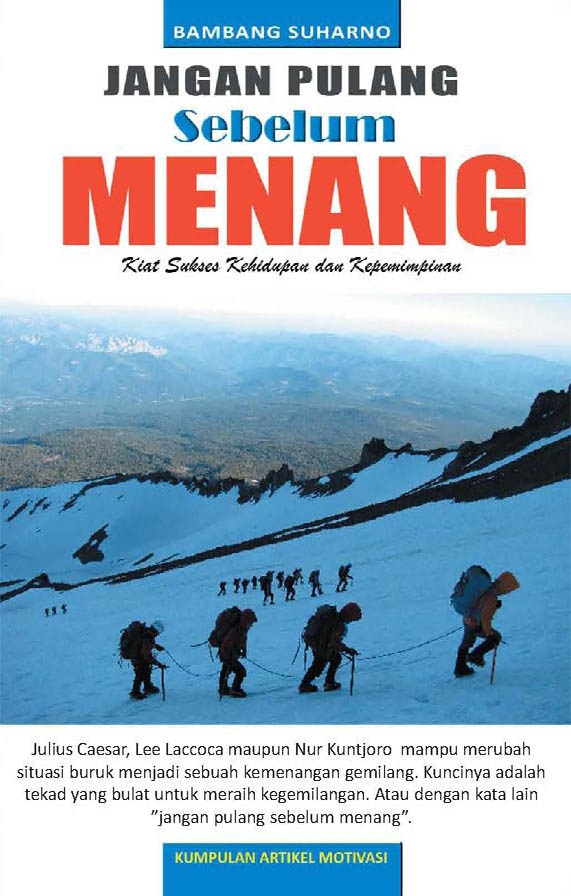 BAMBANG SUHARNO
JANGAN PULANG
Sebelum
MENANG
Kiat Sukses Kehidupan dan Kepemimpinan
Julius Caesar, Lee Laccoca maupun Nur Kuntjoro mampu merubah
situasi buruk menjadi sebuah kemenangan gemilang. Kuncinya adalah
tekad yang bulat untuk meraih kegemilangan. Atau dengan kata lain
”jangan pulang sebelum menang”.
KUMPULAN ARTIKEL MOTIVASI